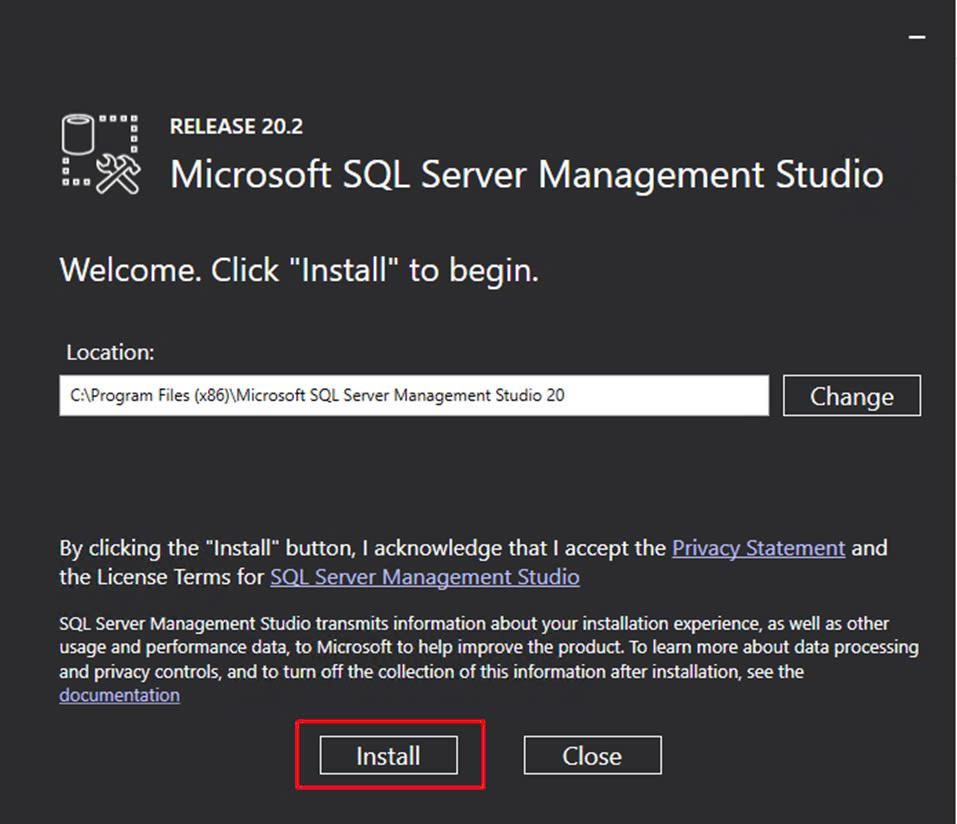 RELEASE 20.2
Microsoft SQL Server Management Studio
Welcome. Click "Install" to begin.
Location:
C:\Program Files (x86)\Microsoft SQL Server Management Studio 20
Change
By clicking the "Install" button, I acknowledge that I accept the Privacy Statement and
the License Terms for SQL Server Management Studio
SQL Server Management Studio transmits information about your installation experience, as well as other
usage and performance data, to Microsoft to help improve the product. To learn more about data processing
and privacy controls, and to turn off the collection of this information after installation, see the
documentation
Install
Close